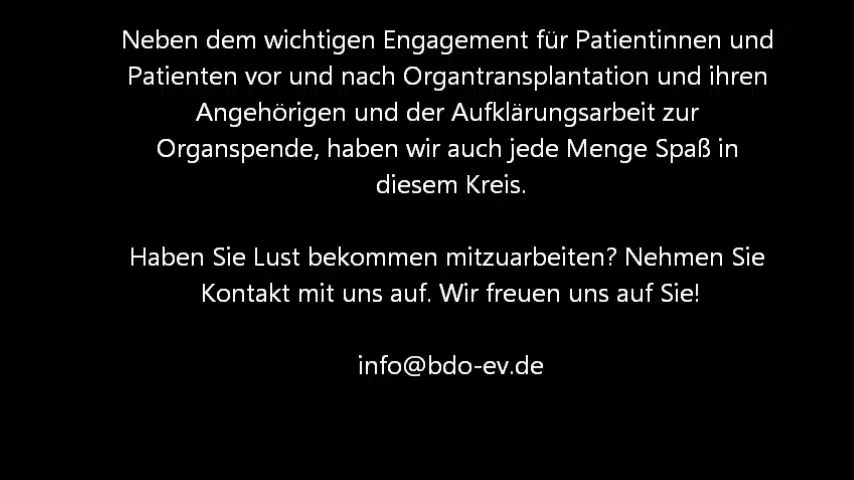 Neben dem wichtigen Engagement für Patientinnen und
Patienten vor und nach Organtransplantation und ihren
Angehörigen und der Aufklärungsarbeit zur
Organspende, haben wir auch jede Menge Spaß in
diesem Kreis.
Haben Sie Lust bekommen mitzuarbeiten? Nehmen Sie
Kontakt mit uns auf. Wir freuen uns auf Sie!
info@bdo-ev.de